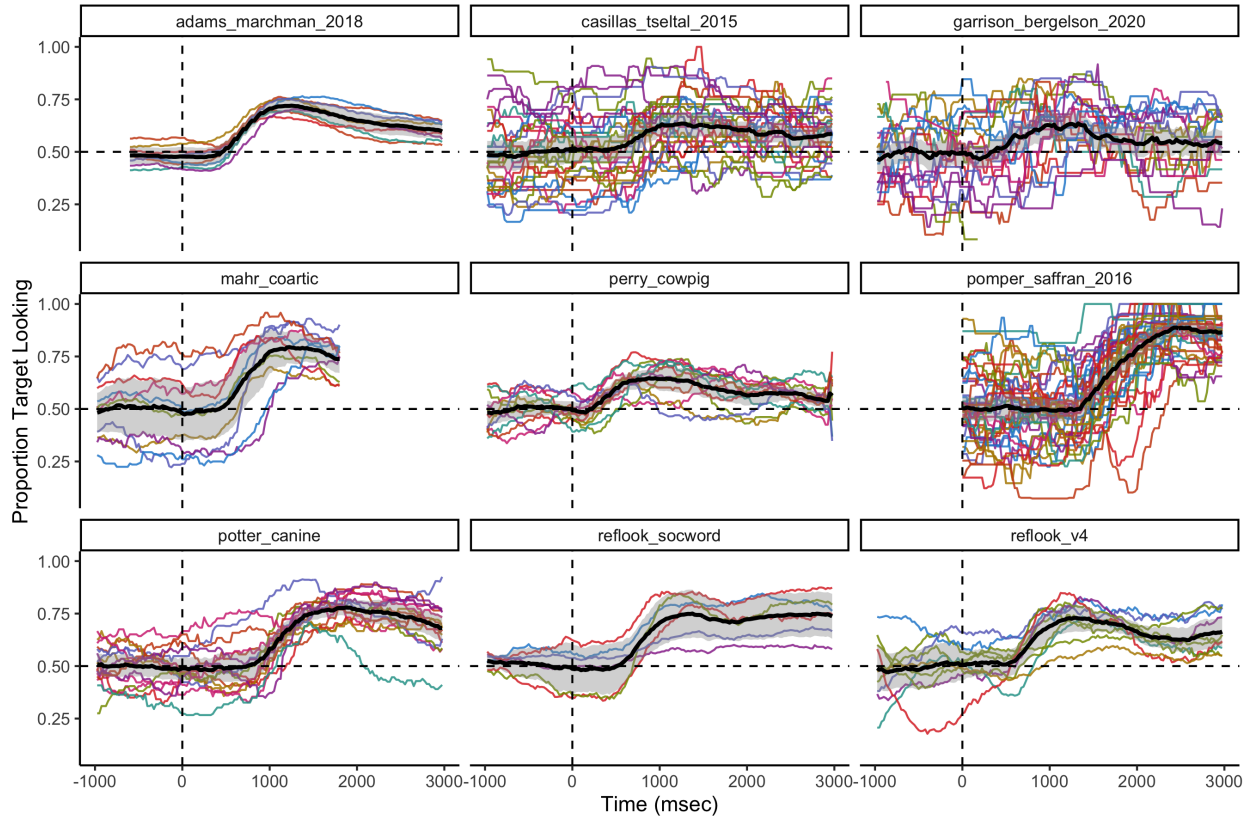 adams_marchman_2018 casillas_tseltal_2015 garrison_bergelson_2020
1.00
0.75
0.50
0.25
mahr_coartic perry_cowpig pomper_saffran_2016
1.00
0.75
0.50
0.25
potter_canine reflook_socword reflook_v4
1.00
0.75
0.50
0.25
-1000 0 1000 2000 3000 -1000 0 1000 2000 3000 -1000 0 1000 2000 3000
Time (msec)
Proportion Target Looking